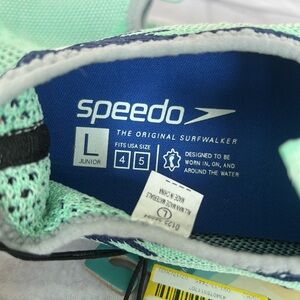 speedo
THE ORIGINAL SURFWALKER
L
JUNIOR
FITS USA SIZE
4 5
DESIGNED TO BE
WORN IN, ON, AND
AROUND THE WATER
L
ALL MAN MADE MATERIALS
MADE IN CHINA